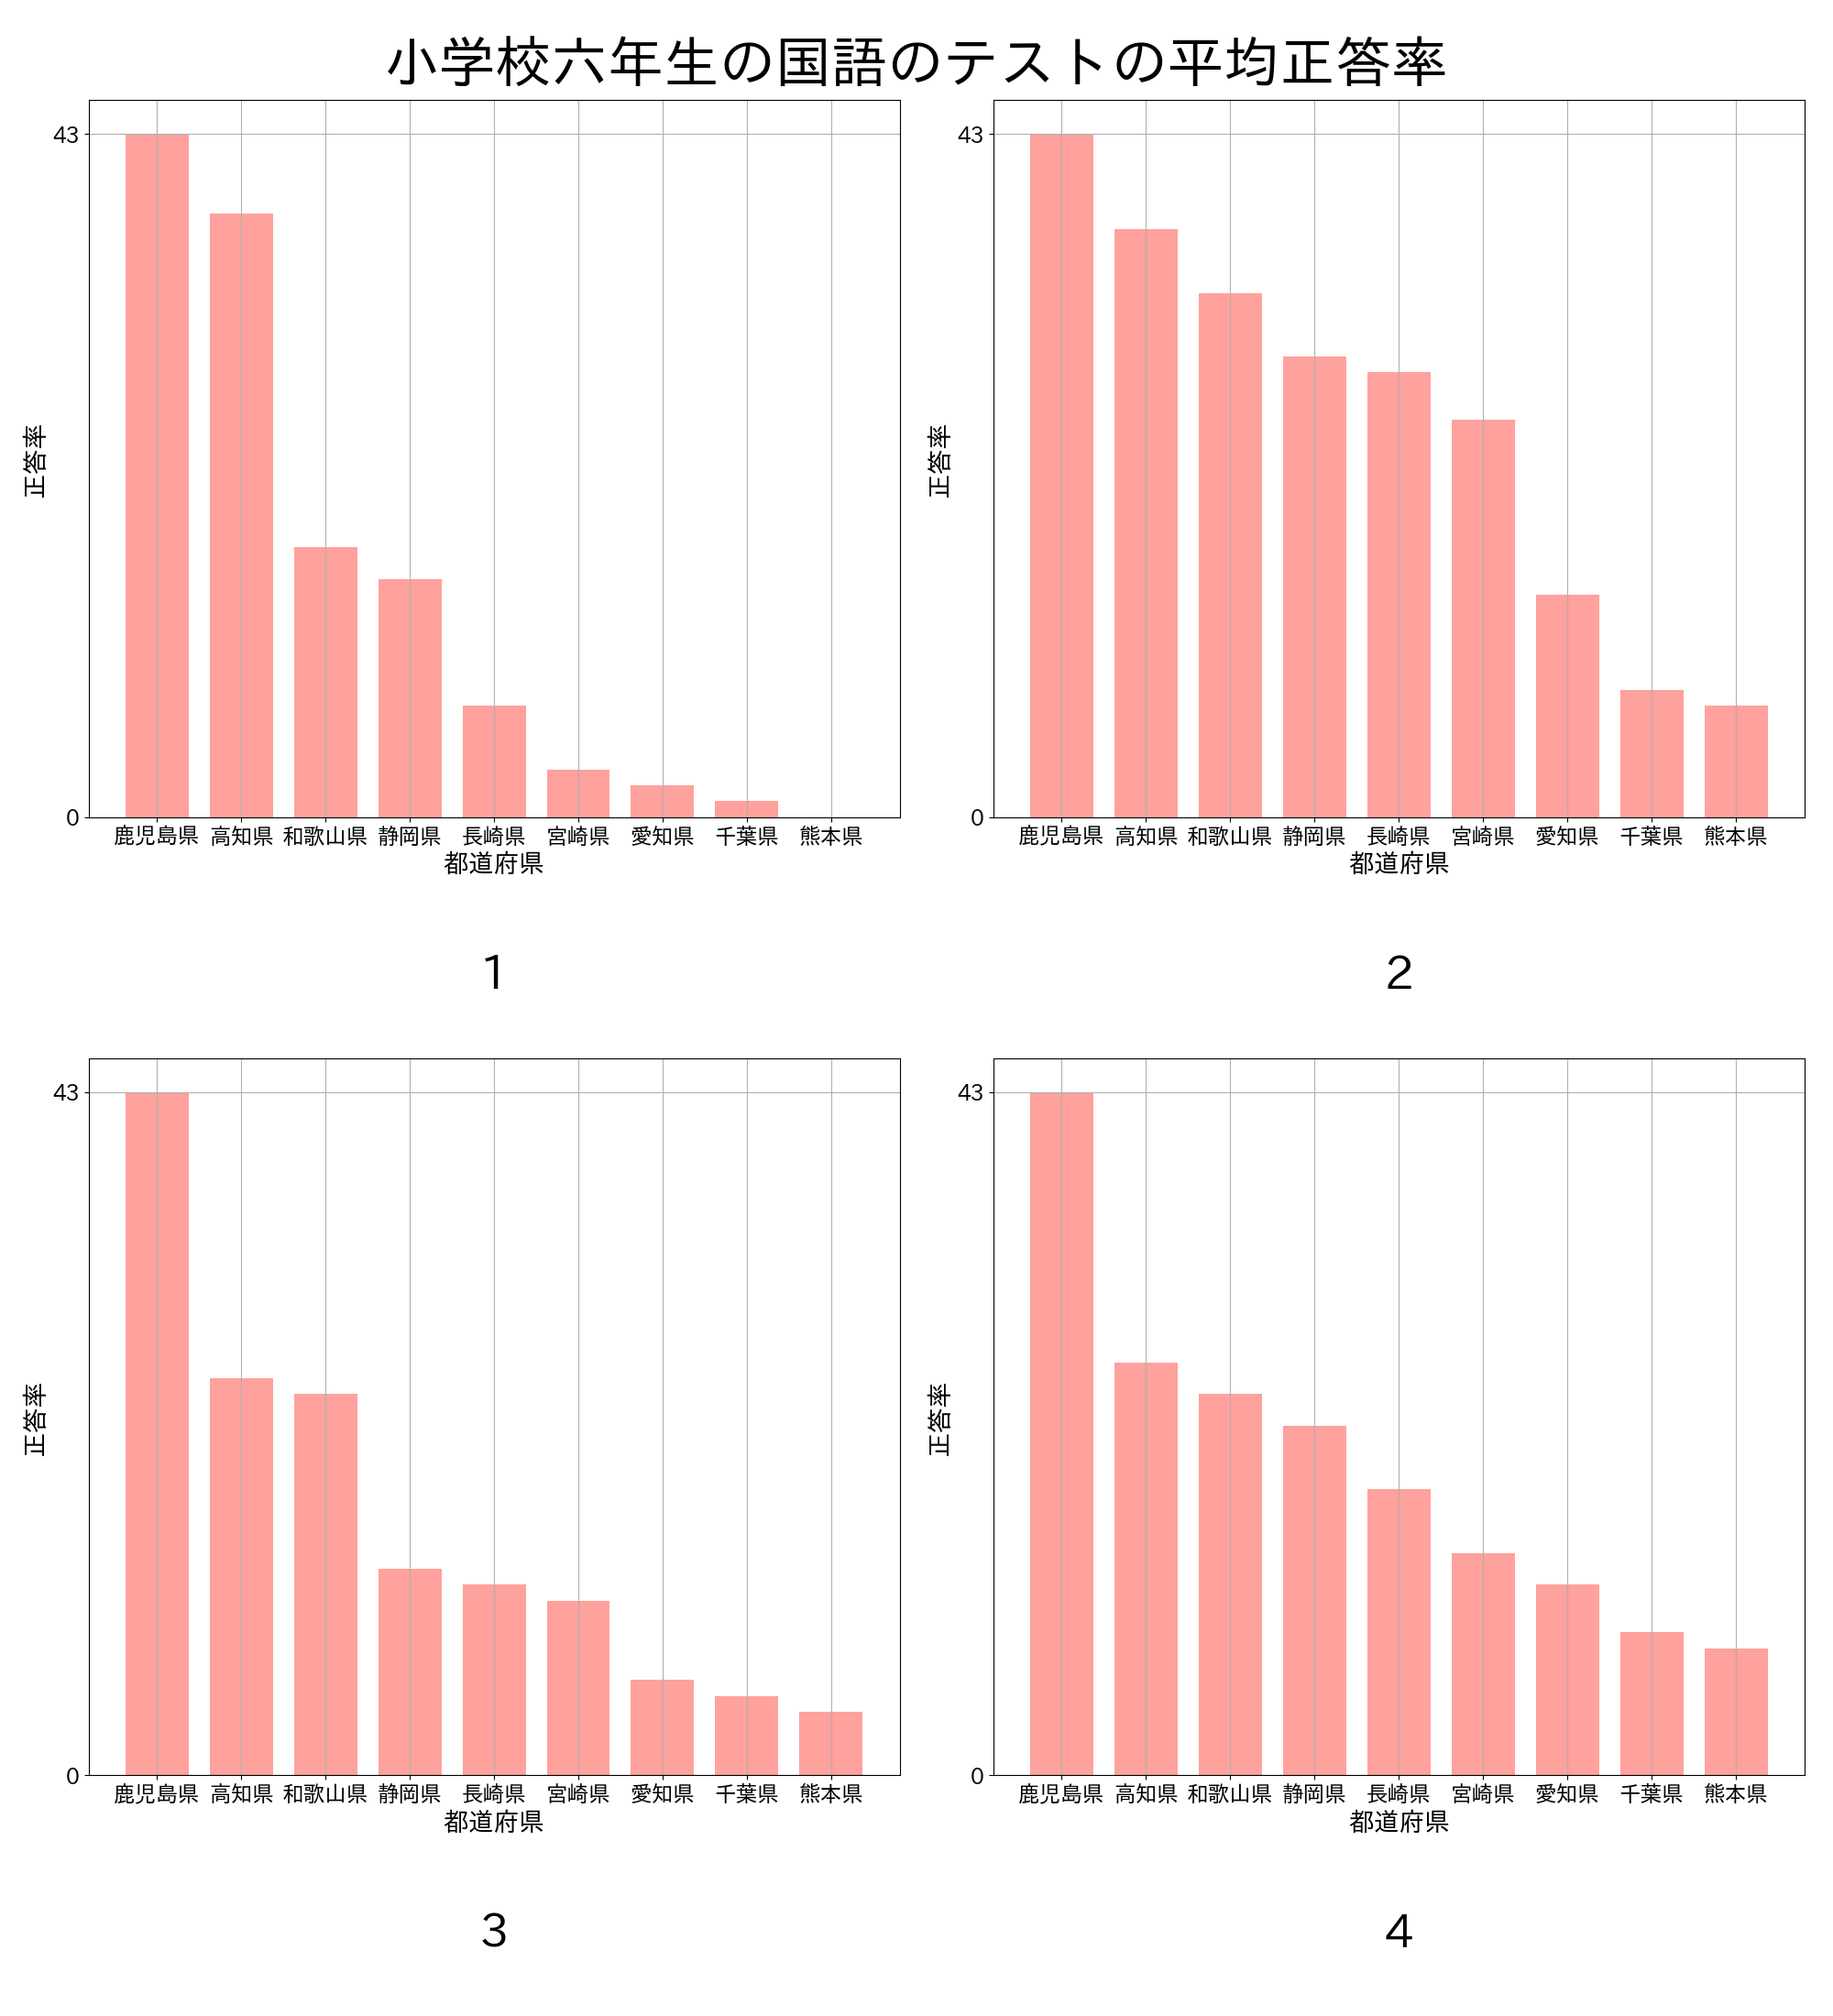 小学校六年生の国語のテストの平均正答率
43
正答率
0
鹿児島県 高知県 和歌山県 静岡県 長崎県 宮崎県 愛知県 千葉県 熊本県
都道府県
1
43
正答率
0
鹿児島県 高知県 和歌山県 静岡県 長崎県 宮崎県 愛知県 千葉県 熊本県
都道府県
2
43
正答率
0
鹿児島県 高知県 和歌山県 静岡県 長崎県 宮崎県 愛知県 千葉県 熊本県
都道府県
3
43
正答率
0
鹿児島県 高知県 和歌山県 静岡県 長崎県 宮崎県 愛知県 千葉県 熊本県
都道府県
4